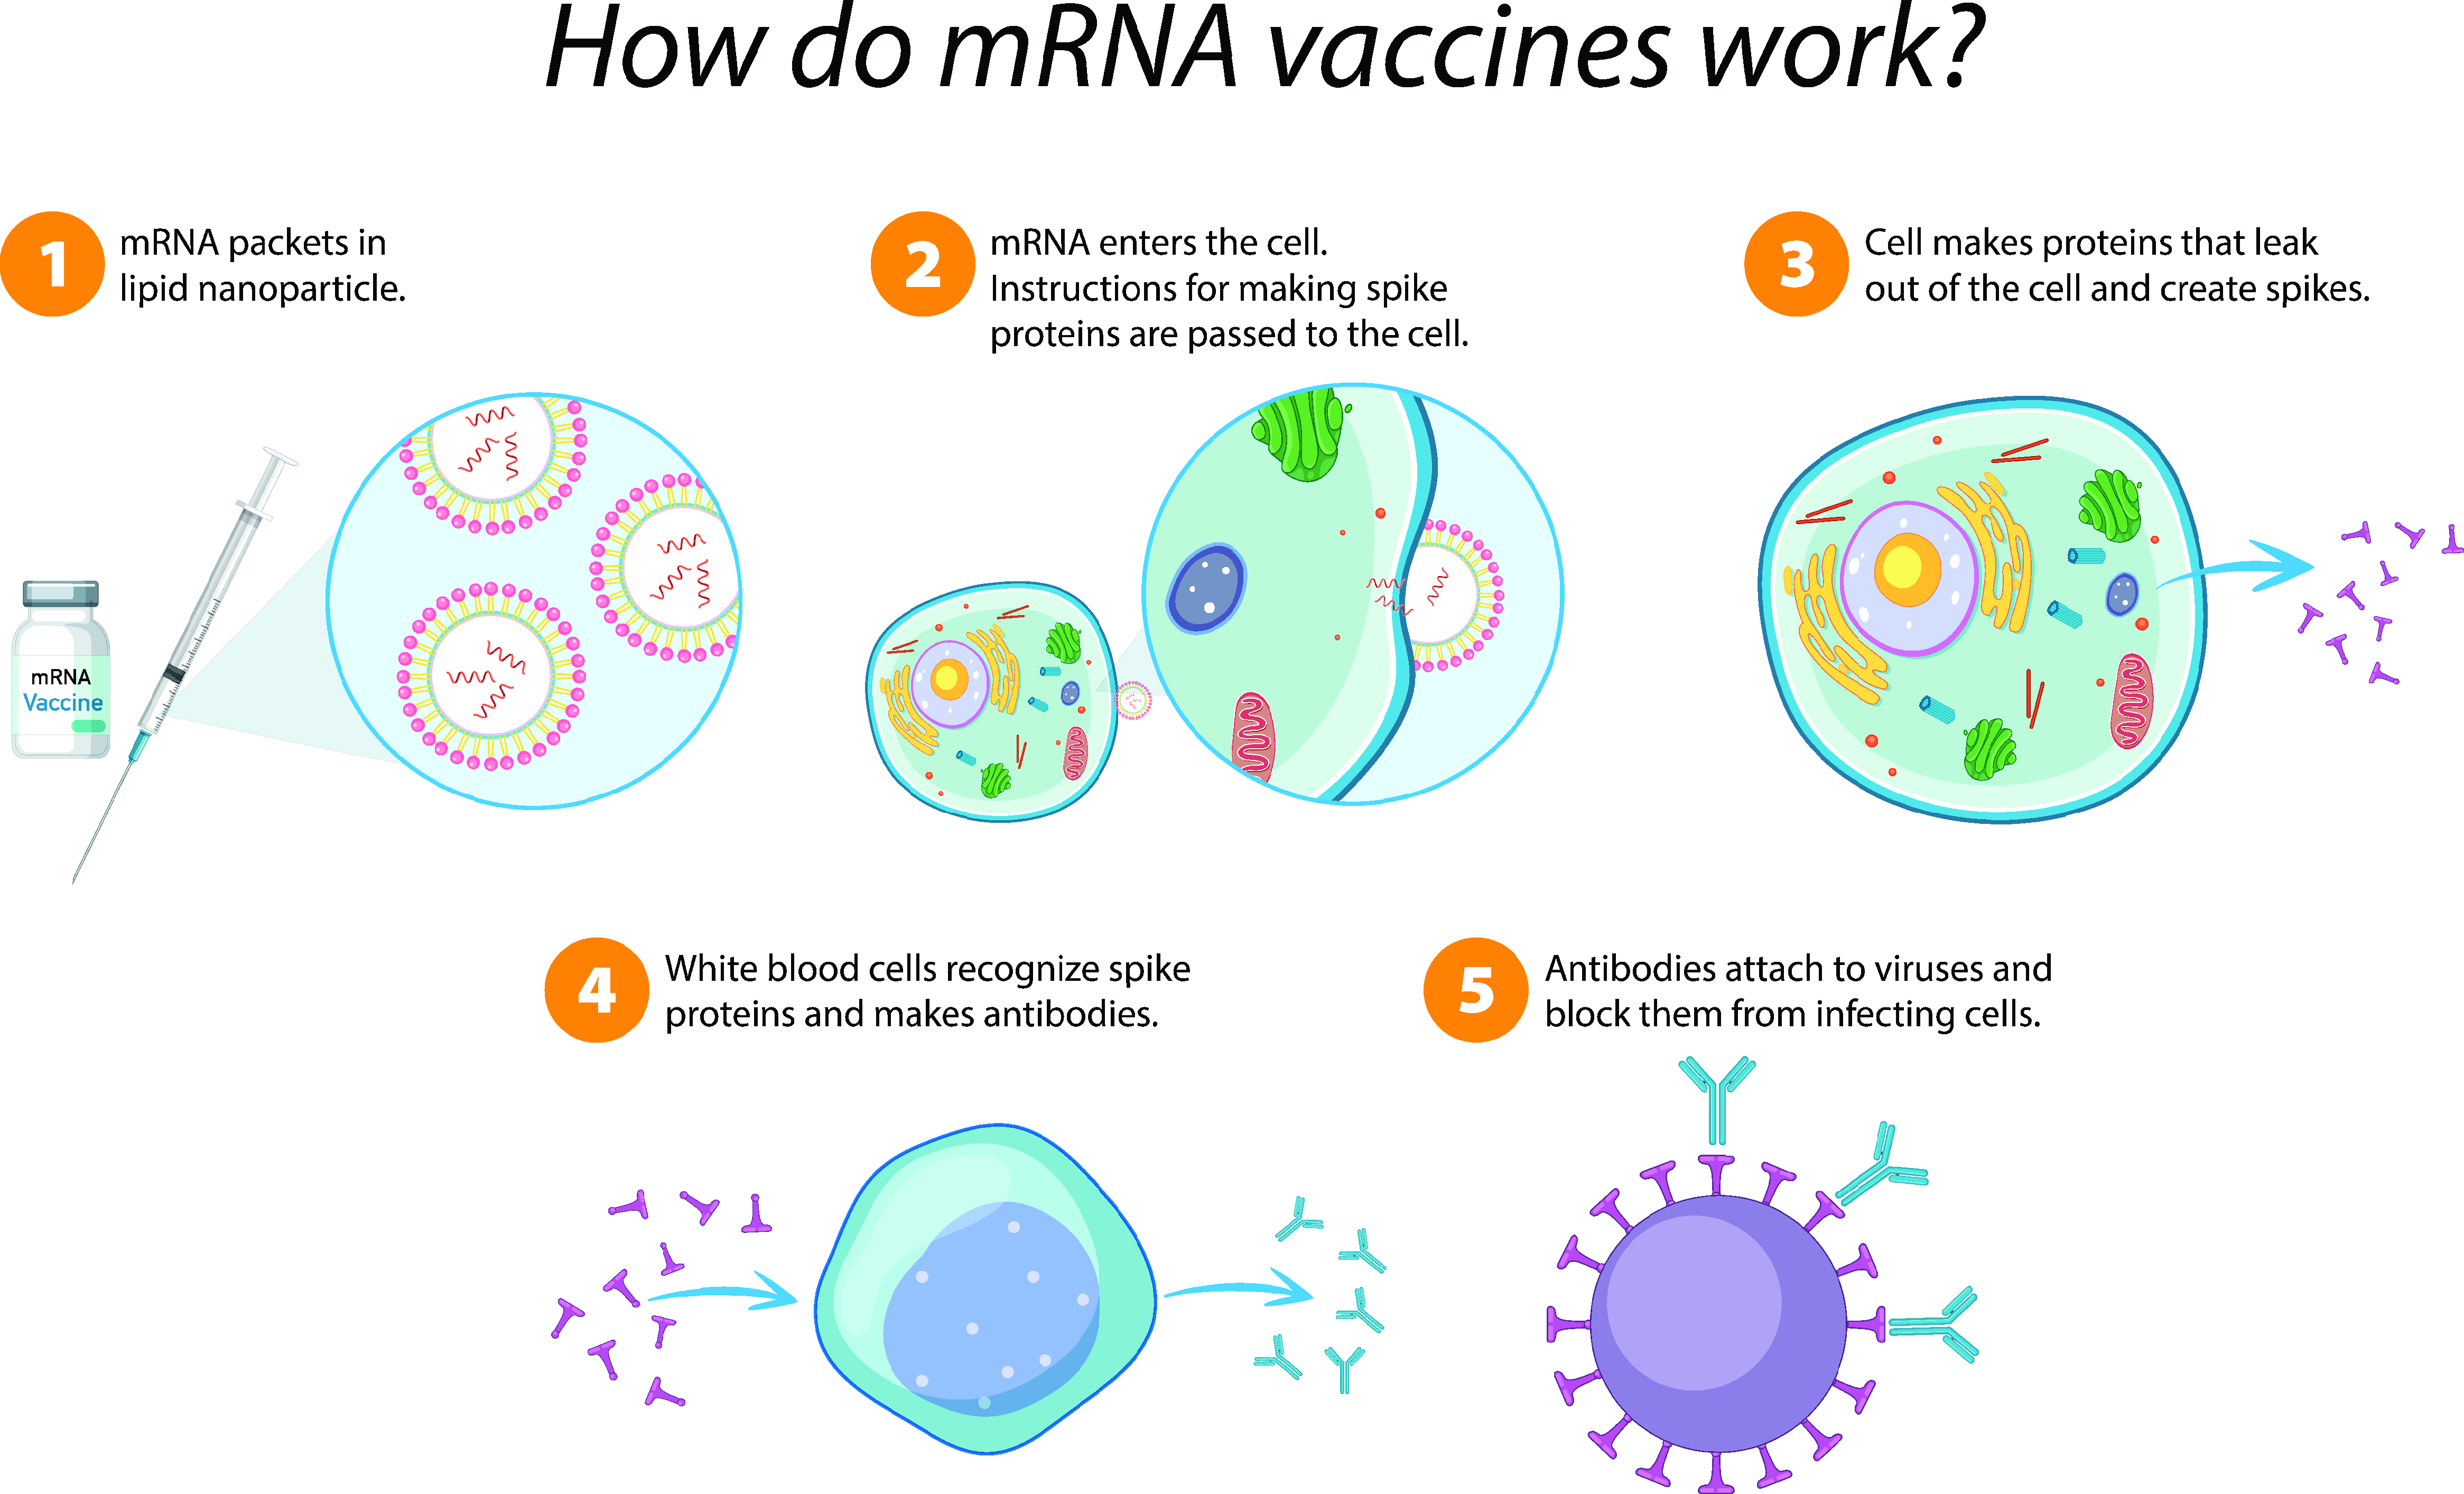 How do mRNA vaccines work?
1
mRNA packets in
lipid nanoparticle.
2
mRNA enters the cell.
Instructions for making spike
proteins are passed to the cell.
3
Cell makes proteins that leak
out of the cell and create spikes.
mRNA
Vaccine
4
White blood cells recognize spike
proteins and makes antibodies.
5
Antibodies attach to viruses and
block them from infecting cells.